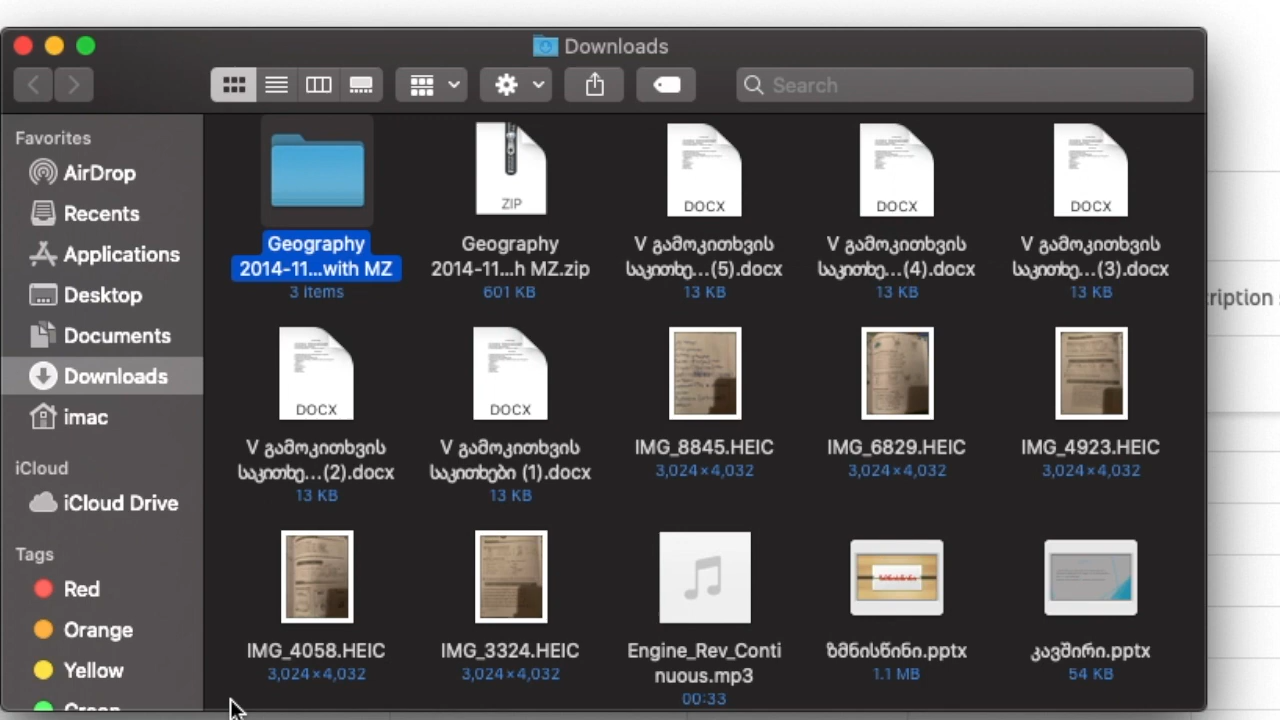 Downloads
Search
Favorites
AirDrop
Recents
Applications
Desktop
Documents
Downloads
imac
iCloud
iCloud Drive
Tags
Red
Orange
Yellow
Green
Geography
2014-11...with MZ
3 items
ZIP
Geography
2014-11...h MZ.zip
601 KB
DOCX
V გამოკითხვის
საკითხე...(5).docx
13 KB
DOCX
V გამოკითხვის
საკითხე...(4).docx
13 KB
DOCX
V გამოკითხვის
საკითხე...(3).docx
13 KB
DOCX
V გამოკითხვის
საკითხე...(2).docx
13 KB
DOCX
V გამოკითხვის
საკითხები (1).docx
13 KB
IMG_8845.HEIC
3,024×4,032
IMG_6829.HEIC
3,024×4,032
IMG_4923.HEIC
3,024×4,032
IMG_4058.HEIC
3,024×4,032
IMG_3324.HEIC
3,024×4,032
Engine_Rev_Conti
nuous.mp3
00:33
ზმნისწინი.pptx
1.1 MB
კავშირი.pptx
54 KB